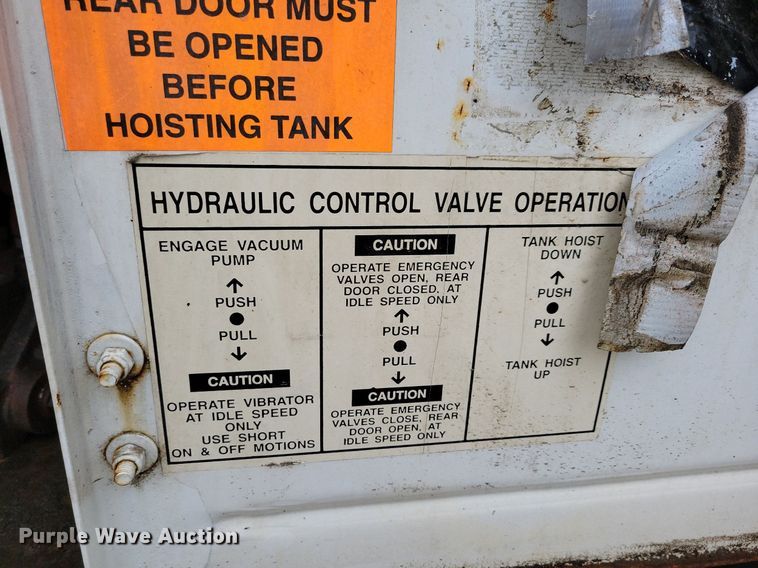 REAR DOOR MUST
BE OPENED
BEFORE
HOISTING TANK
HYDRAULIC CONTROL VALVE OPERATION
ENGAGE VACUUM
PUMP
PUSH
PULL
CAUTION
OPERATE VIBRATOR
AT IDLE SPEED
ONLY
USE SHORT
ON & OFF MOTIONS
CAUTION
OPERATE EMERGENCY
VALVES OPEN, REAR
DOOR CLOSED. AT
IDLE SPEED ONLY
PUSH
PULL
CAUTION
OPERATE EMERGENCY
VALVES CLOSE, REAR
DOOR OPEN. AT
IDLE SPEED ONLY
TANK HOIST
DOWN
PUSH
PULL
TANK HOIST
UP
Purple Wave Auction